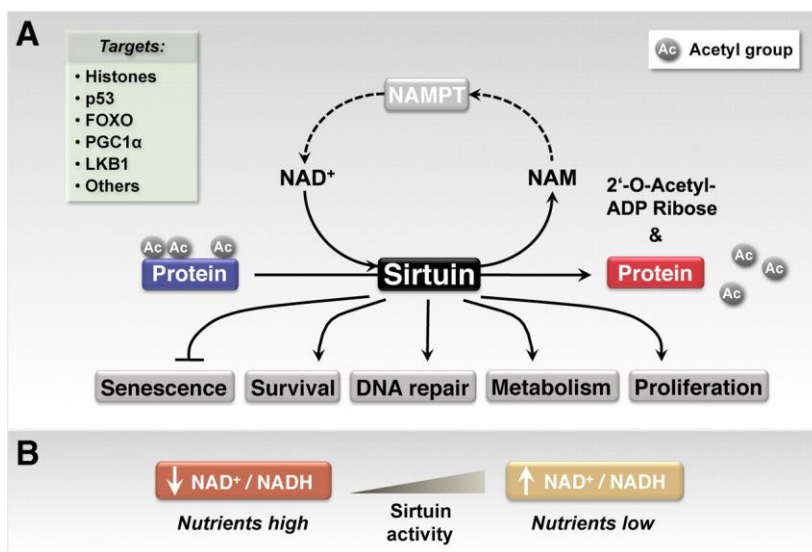 A
Targets:
• Histones
• p53
• FOXO
• PGC1α
• LKB1
• Others
Ac Acetyl group
NAMPT
NAD⁺
NAM
2‘-O-Acetyl-
ADP Ribose
&
Ac Ac Ac
Protein
Sirtuin
Protein
Ac
Ac
Ac
Senescence
Survival
DNA repair
Metabolism
Proliferation
B
↓ NAD⁺ / NADH
Nutrients high
Sirtuin
activity
↑ NAD⁺ / NADH
Nutrients low